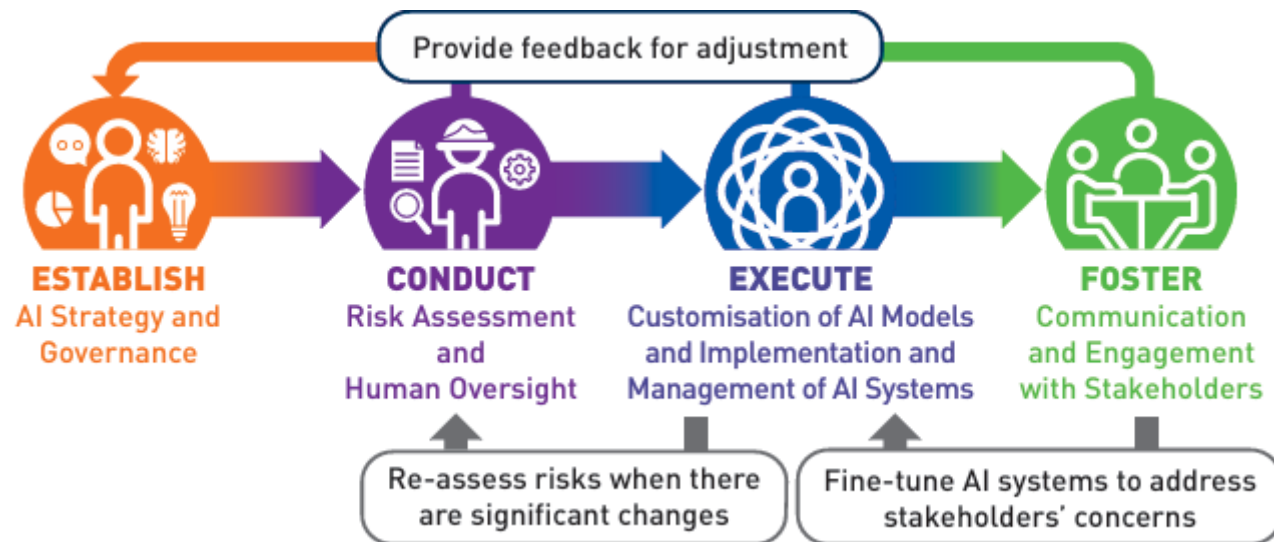 Provide feedback for adjustment
ESTABLISH
AI Strategy and
Governance
CONDUCT
Risk Assessment
and
Human Oversight
EXECUTE
Customisation of AI Models
and Implementation and
Management of AI Systems
FOSTER
Communication
and Engagement
with Stakeholders
Re-assess risks when there
are significant changes
Fine-tune AI systems to address
stakeholders’ concerns